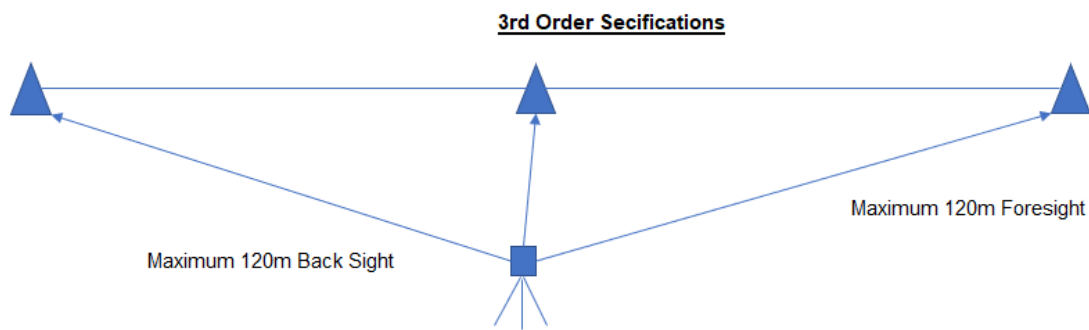 3rd Order Secifications
Maximum 120m Foresight
Maximum 120m Back Sight